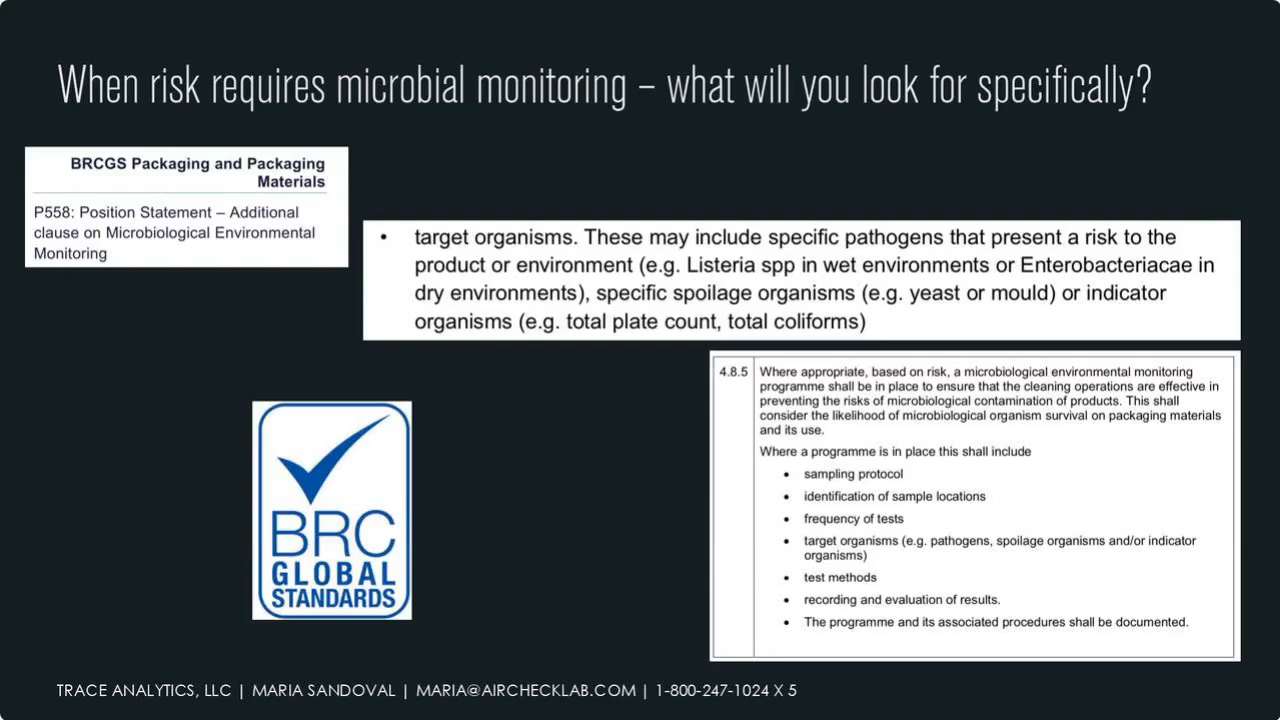 When risk requires microbial monitoring – what will you look for specifically?
BRCGS Packaging and Packaging
Materials
P558: Position Statement – Additional
clause on Microbiological Environmental
Monitoring
• target organisms. These may include specific pathogens that present a risk to the
product or environment (e.g. Listeria spp in wet environments or Enterobacteriacae in
dry environments), specific spoilage organisms (e.g. yeast or mould) or indicator
organisms (e.g. total plate count, total coliforms)
4.8.5 Where appropriate, based on risk, a microbiological environmental monitoring
programme shall be in place to ensure that the cleaning operations are effective in
preventing the risks of microbiological contamination of products. This shall
consider the likelihood of microbiological organism survival on packaging materials
and its use.
Where a programme is in place this shall include
• sampling protocol
• identification of sample locations
• frequency of tests
• target organisms (e.g. pathogens, spoilage organisms and/or indicator
organisms)
• test methods
• recording and evaluation of results.
• The programme and its associated procedures shall be documented.
BRC
GLOBAL
STANDARDS
TRACE ANALYTICS, LLC | MARIA SANDOVAL | MARIA@AIRCHECKLAB.COM | 1-800-247-1024 X 5